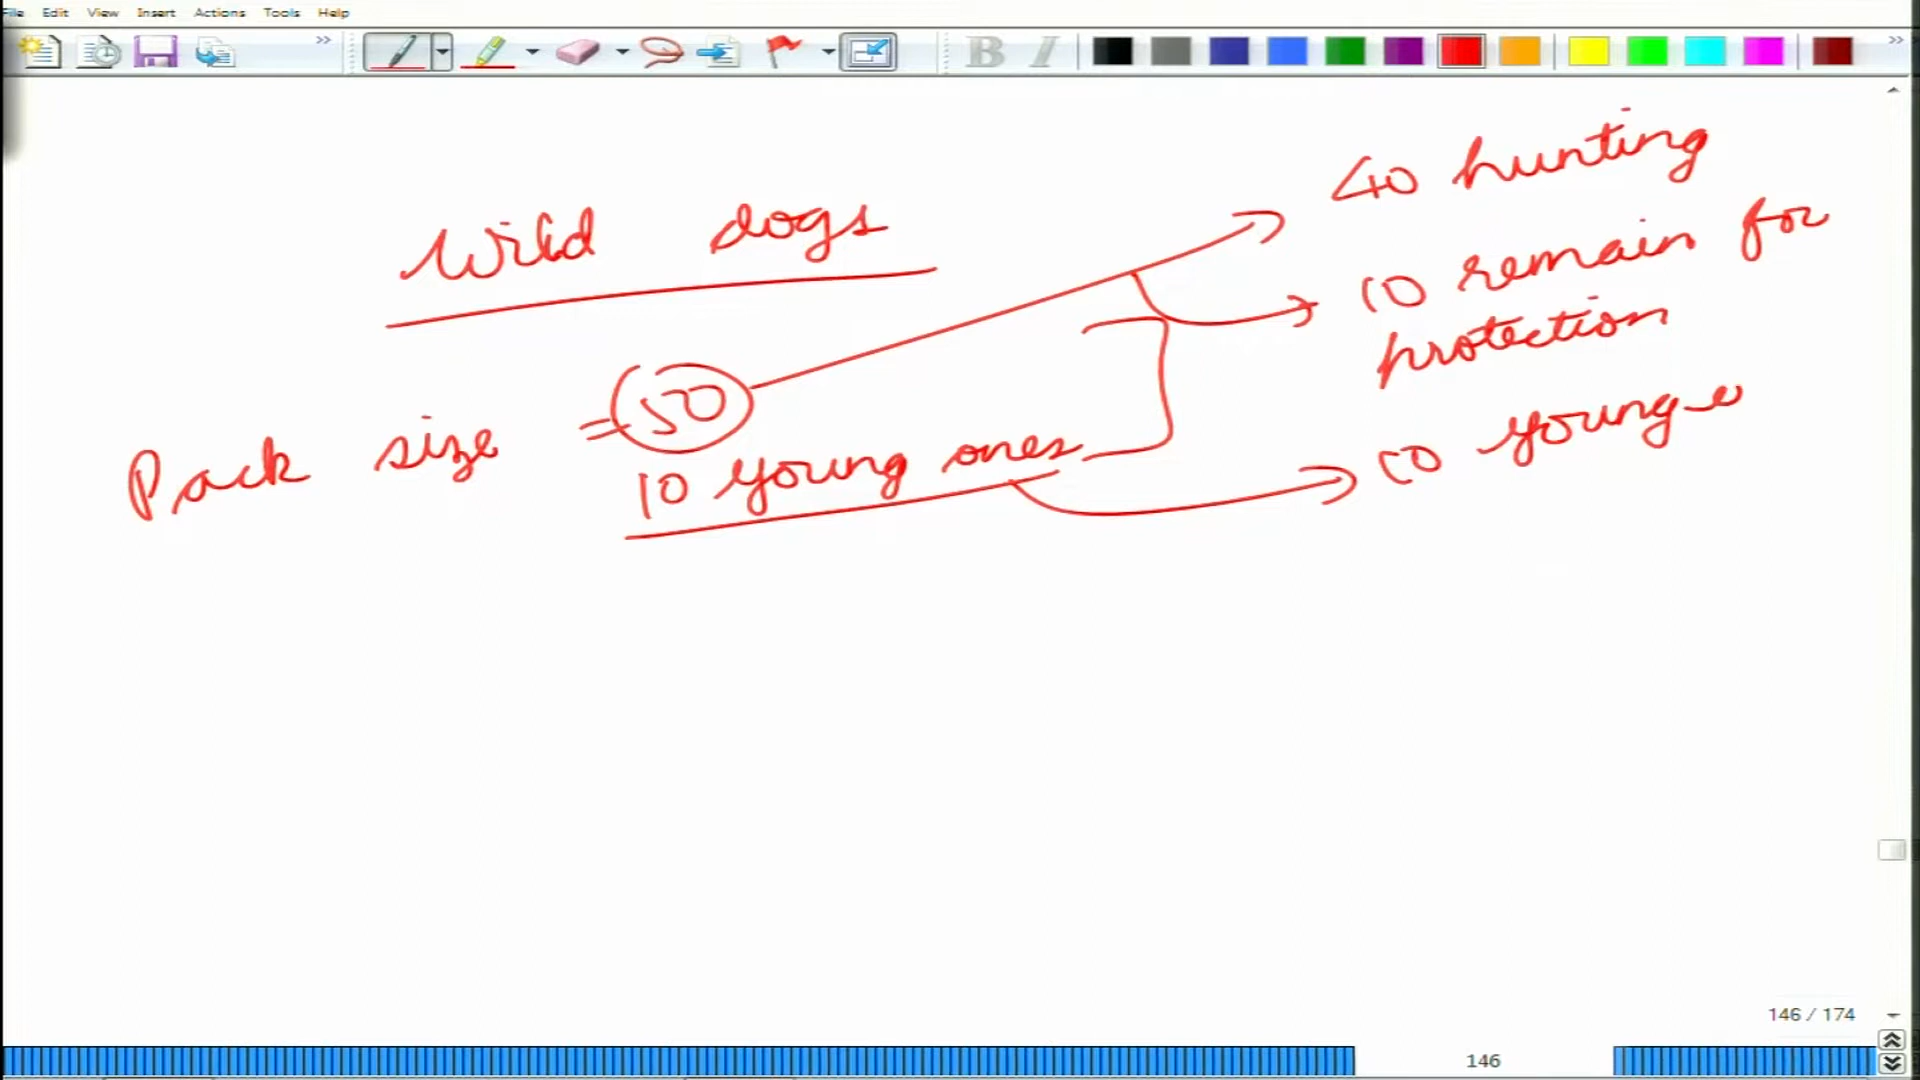 File Edit View Insert Actions Tools Help
B I
Wild dogs
40 hunting
10 remain for
protection
Pack size = 50
10 young ones
10 young
146 / 174
146